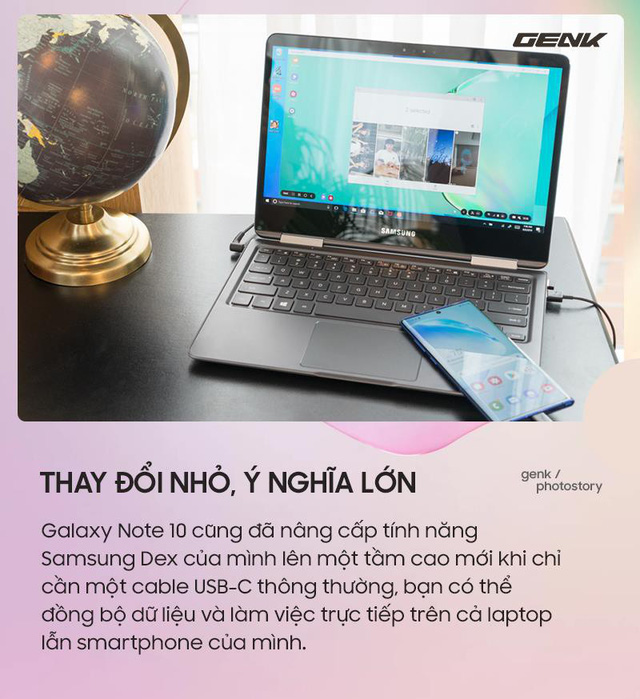 GENK
SAMSUNG
THAY ĐỔI NHỎ, Ý NGHĨA LỚN
genk /
photostory
Galaxy Note 10 cũng đã nâng cấp tính năng
Samsung Dex của mình lên một tầm cao mới khi chỉ
cần một cable USB-C thông thường, bạn có thể
đồng bộ dữ liệu và làm việc trực tiếp trên cả laptop
lẫn smartphone của mình.